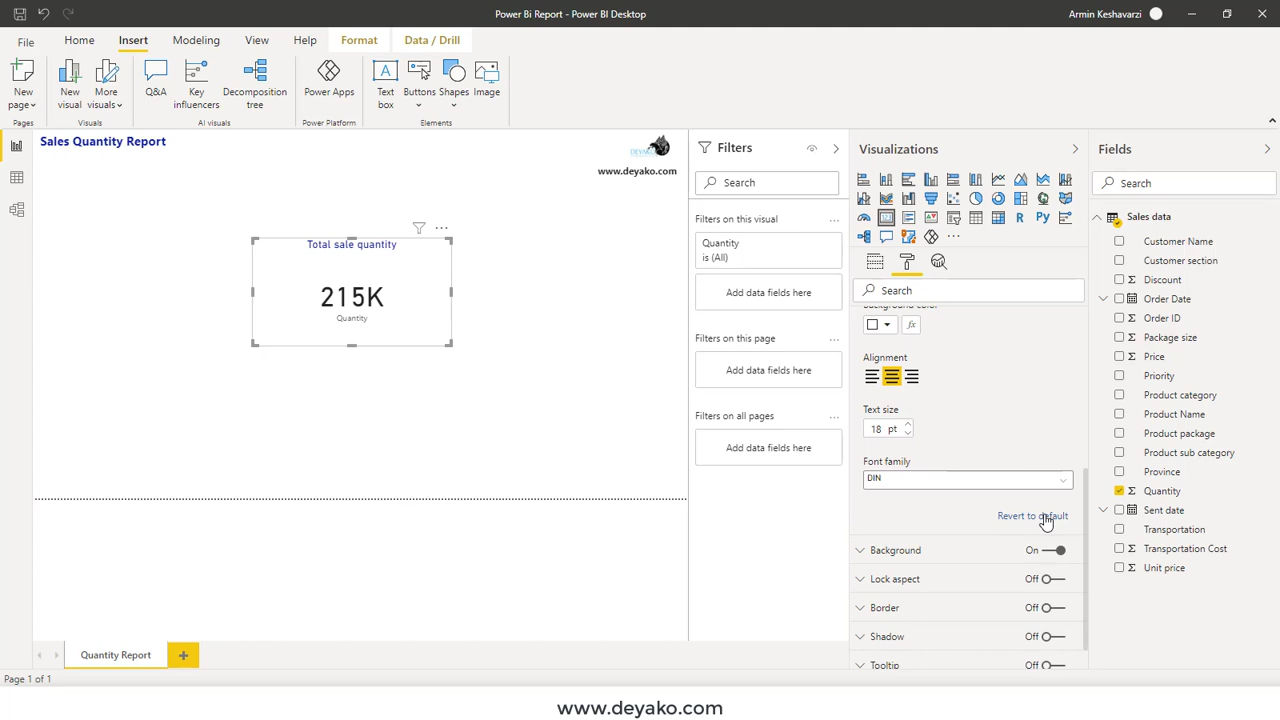 Power Bi Report - Power BI Desktop
Armin Keshavarzi
File
Home
Insert
Modeling
View
Help
Format
Data / Drill
New page
New visual
More visuals
Q&A
Key influencers
Decomposition tree
Power Apps
Text box
Buttons
Shapes
Image
Pages
Visuals
AI visuals
Power Platform
Elements
Sales Quantity Report
DEYAKO
www.deyako.com
Total sale quantity
215K
Quantity
Filters
Search
Filters on this visual
Quantity
is (All)
Add data fields here
Filters on this page
Add data fields here
Filters on all pages
Add data fields here
Visualizations
R
Py
Search
Background color
fx
Alignment
Text size
18 pt
Font family
DIN
Revert to default
Background On
Lock aspect Off
Border Off
Shadow Off
Tooltip Off
Fields
Search
Sales data
Customer Name
Customer section
Σ Discount
Order Date
Σ Order ID
Package size
Σ Price
Priority
Product category
Product Name
Product package
Product sub category
Province
Σ Quantity
Sent date
Transportation
Σ Transportation Cost
Σ Unit price
Quantity Report
Page 1 of 1
www.deyako.com